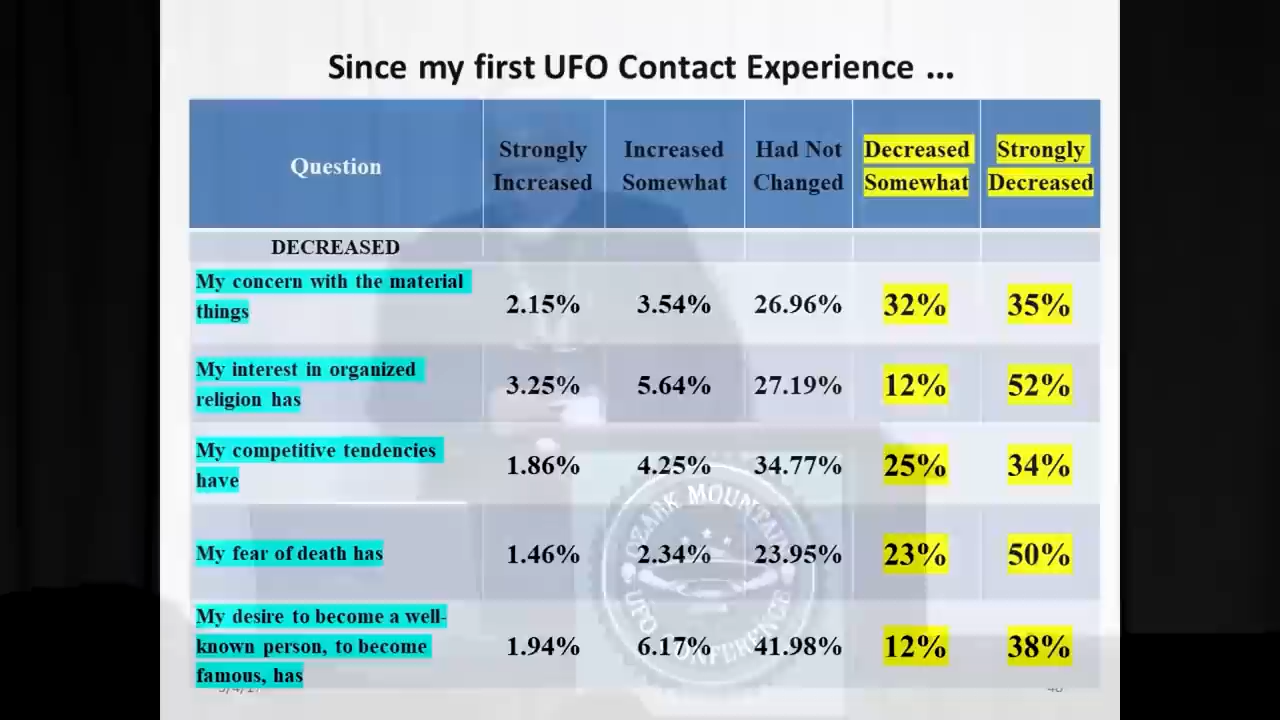 Since my first UFO Contact Experience ...
Question
Strongly
Increased
Increased
Somewhat
Had Not
Changed
Decreased
Somewhat
Strongly
Decreased
DECREASED
My concern with the material
things
2.15% 3.54% 26.96% 32% 35%
My interest in organized
religion has
3.25% 5.64% 27.19% 12% 52%
My competitive tendencies
have
1.86% 4.25% 34.77% 25% 34%
My fear of death has
1.46% 2.34% 23.95% 23% 50%
My desire to become a well-
known person, to become
famous, has
1.94% 6.17% 41.98% 12% 38%
OZARK MOUNTAIN
UFO CONFERENCE